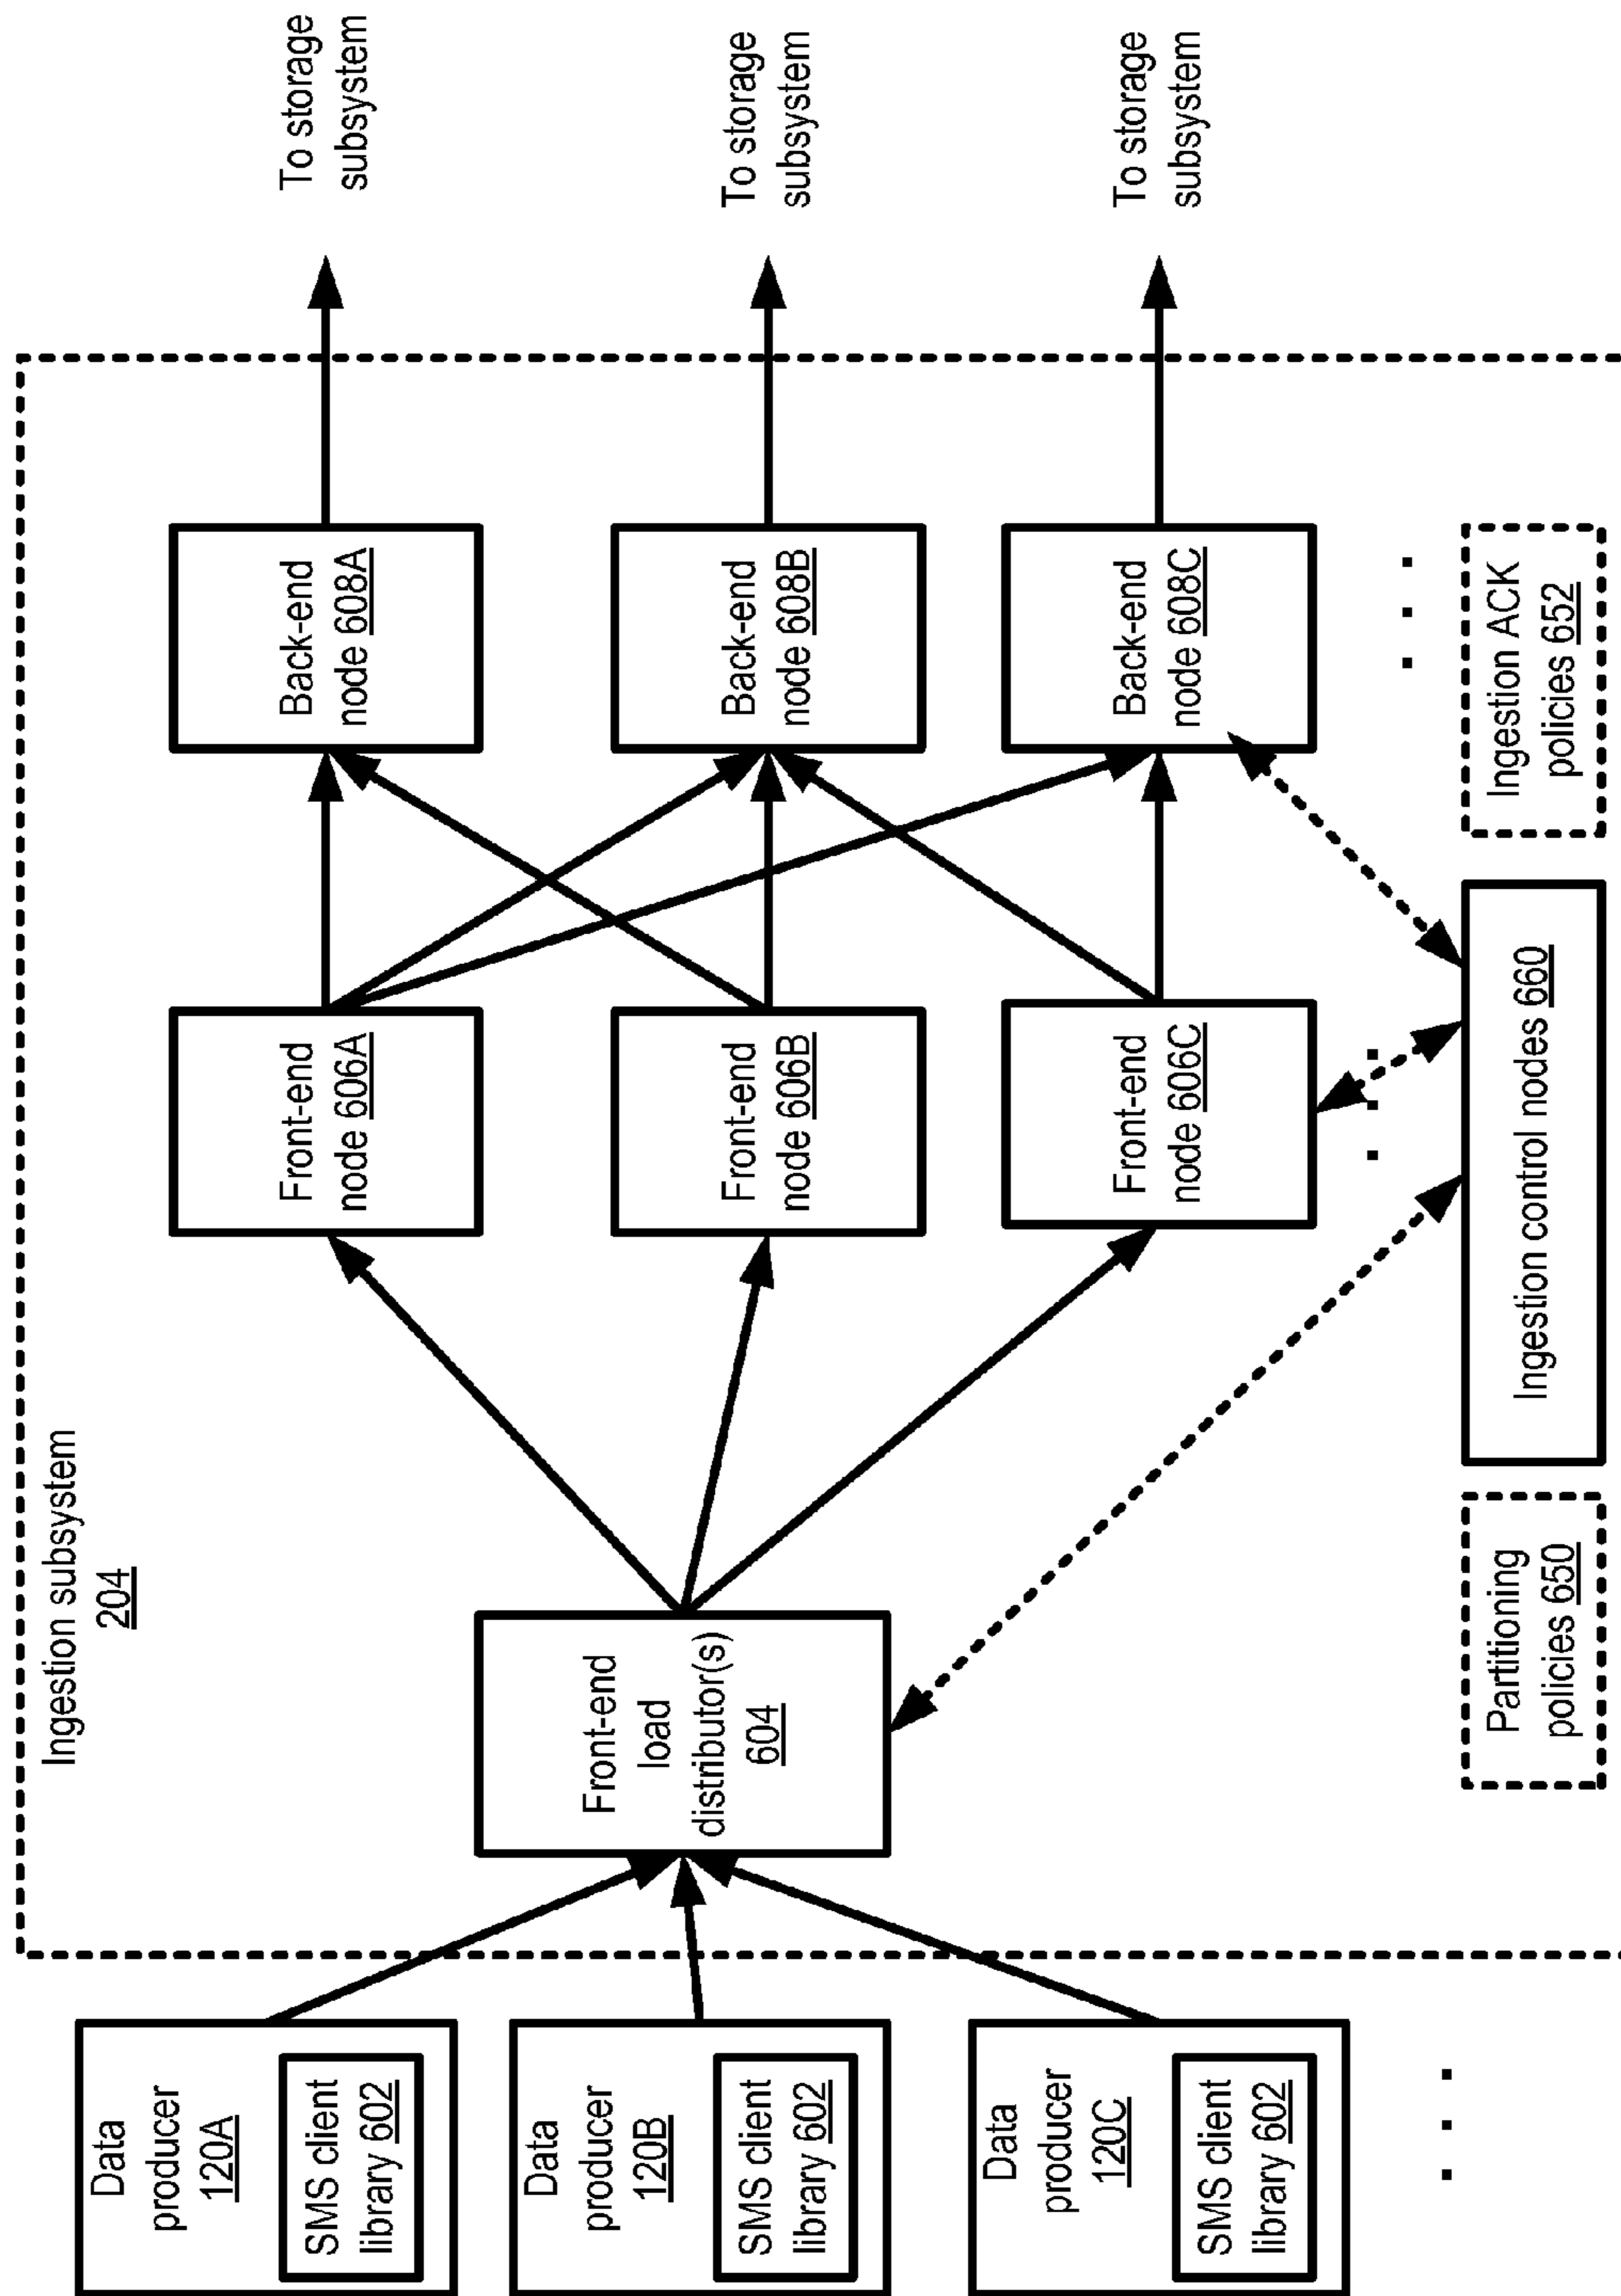 Ingestion subsystem
204
Data
producer
120A
SMS client
library 602
Data
producer
120B
SMS client
library 602
Data
producer
120C
SMS client
library 602
. . .
Front-end
load
distributor(s)
604
Front-end
node 606A
Front-end
node 606B
Front-end
node 606C
. . .
Back-end
node 608A
Back-end
node 608B
Back-end
node 608C
. . .
To storage
subsystem
To storage
subsystem
To storage
subsystem
Partitioning
policies 650
Ingestion control nodes 660
Ingestion ACK
policies 652